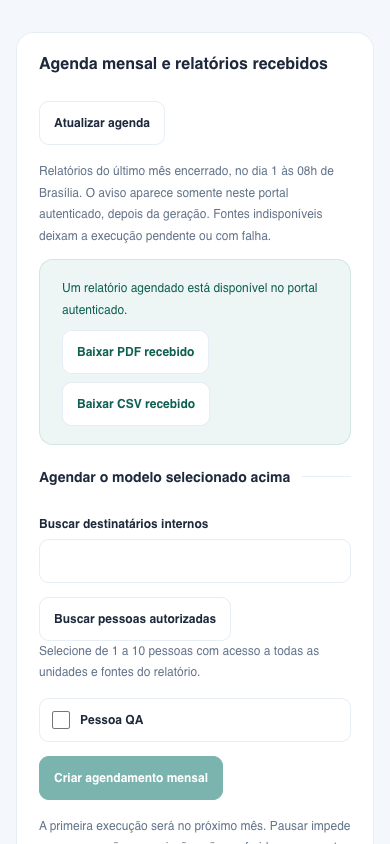 Agenda mensal e relatórios recebidos
Atualizar agenda
Relatórios do último mês encerrado, no dia 1 às 08h de
Brasília. O aviso aparece somente neste portal
autenticado, depois da geração. Fontes indisponíveis
deixam a execução pendente ou com falha.
Um relatório agendado está disponível no portal
autenticado.
Baixar PDF recebido
Baixar CSV recebido
Agendar o modelo selecionado acima
Buscar destinatários internos
Buscar pessoas autorizadas
Selecione de 1 a 10 pessoas com acesso a todas as
unidades e fontes do relatório.
Pessoa QA
Criar agendamento mensal
A primeira execução será no próximo mês. Pausar impede